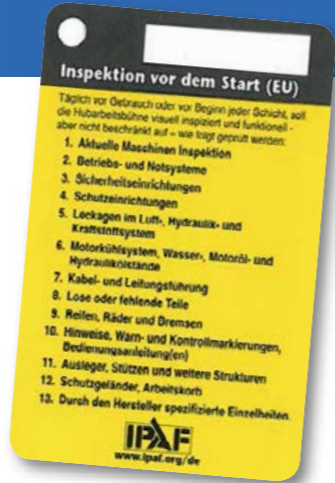 Inspektion vor dem Start (EU)
Täglich vor Gebrauch oder vor Beginn jeder Schicht, soll
die Hubarbeitsbühne visuell inspiziert und funktionell -
aber nicht beschränkt auf – wie folgt geprüft werden:
1. Aktuelle Maschinen Inspektion
2. Betriebs- und Notsysteme
3. Sicherheitseinrichtungen
4. Schutzeinrichtungen
5. Leckagen im Luft-, Hydraulik- und
Kraftstoffsystem
6. Motorkühlsystem, Wasser-, Motoröl- und
Hydraulikölstände
7. Kabel- und Leitungsführung
8. Lose oder fehlende Teile
9. Reifen, Räder und Bremsen
10. Hinweise, Warn- und Kontrollmarkierungen,
Bedienungsanleitung(en)
11. Ausleger, Stützen und weitere Strukturen
12. Schutzgeländer, Arbeitskorb
13. Durch den Hersteller spezifizierte Einzelheiten.
IPAF
www.ipaf.org/de